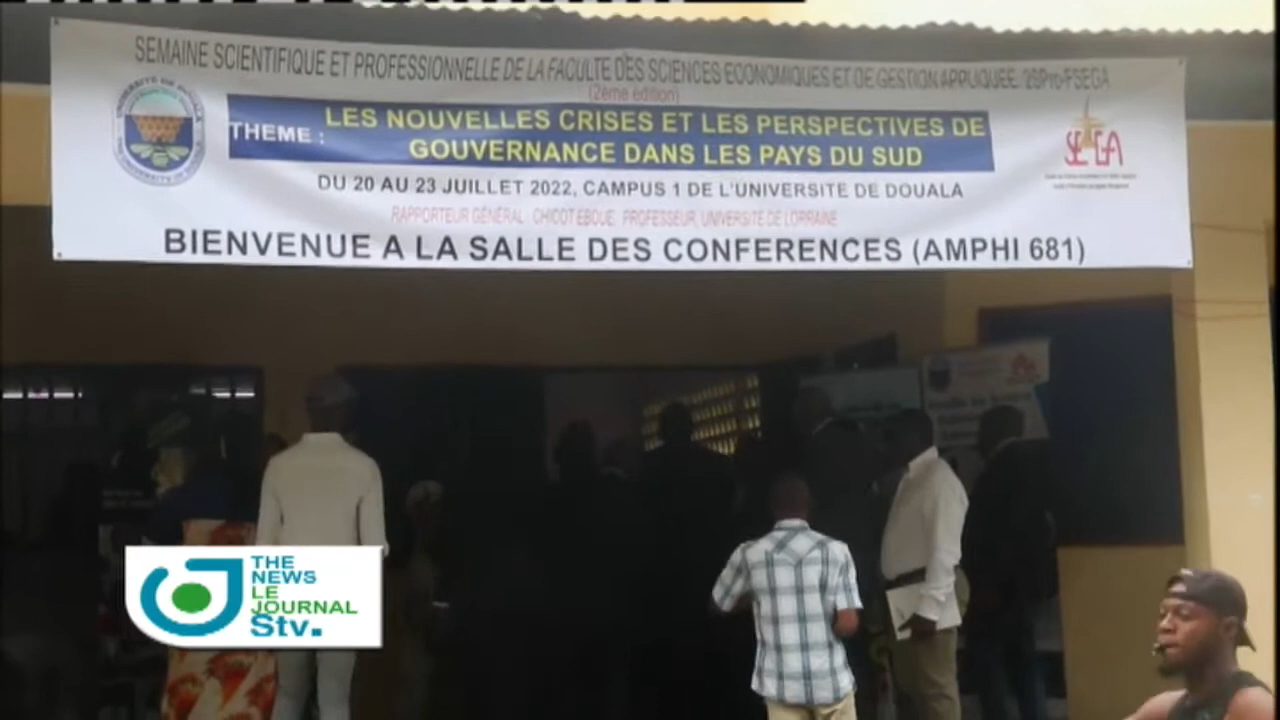 SEMAINE SCIENTIFIQUE ET PROFESSIONNELLE DE LA FACULTE DES SCIENCES ECONOMIQUES ET DE GESTION APPLIQUEE, 2SPro-FSEGA
(2ème édition)
THEME :
LES NOUVELLES CRISES ET LES PERSPECTIVES DE
GOUVERNANCE DANS LES PAYS DU SUD
DU 20 AU 23 JUILLET 2022, CAMPUS 1 DE L'UNIVERSITE DE DOUALA
RAPPORTEUR GÉNÉRAL : CHICOT EBOUE, PROFESSEUR, UNIVERSITE DE LORRAINE
BIENVENUE A LA SALLE DES CONFERENCES (AMPHI 681)
THE
NEWS
LE
JOURNAL
Stv.